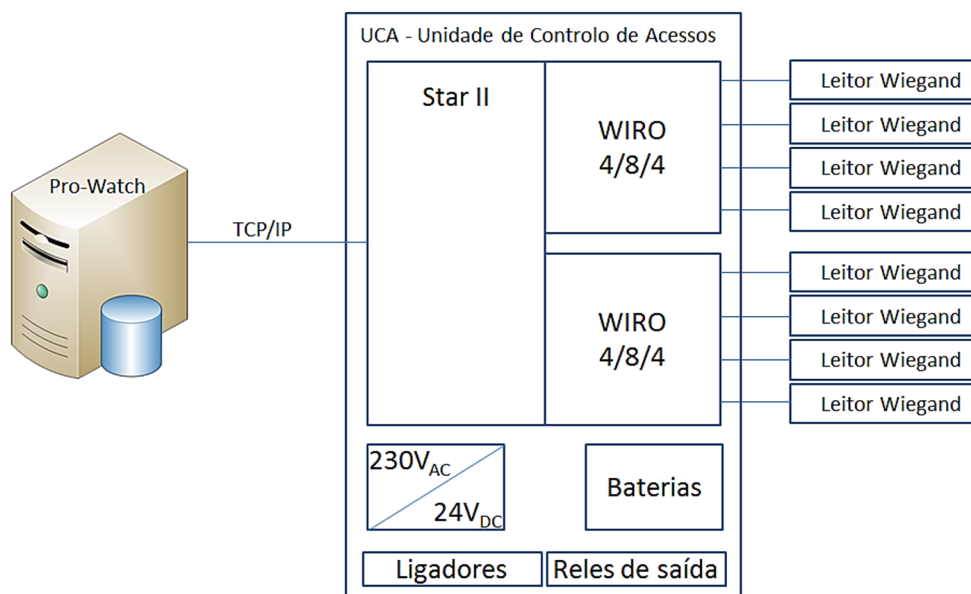 UCA - Unidade de Controlo de Acessos
Pro-Watch
TCP/IP
Star II
WIRO
4/8/4
Leitor Wiegand
Leitor Wiegand
Leitor Wiegand
Leitor Wiegand
WIRO
4/8/4
Leitor Wiegand
Leitor Wiegand
Leitor Wiegand
Leitor Wiegand
230VAC
24VDC
Baterias
Ligadores
Reles de saída